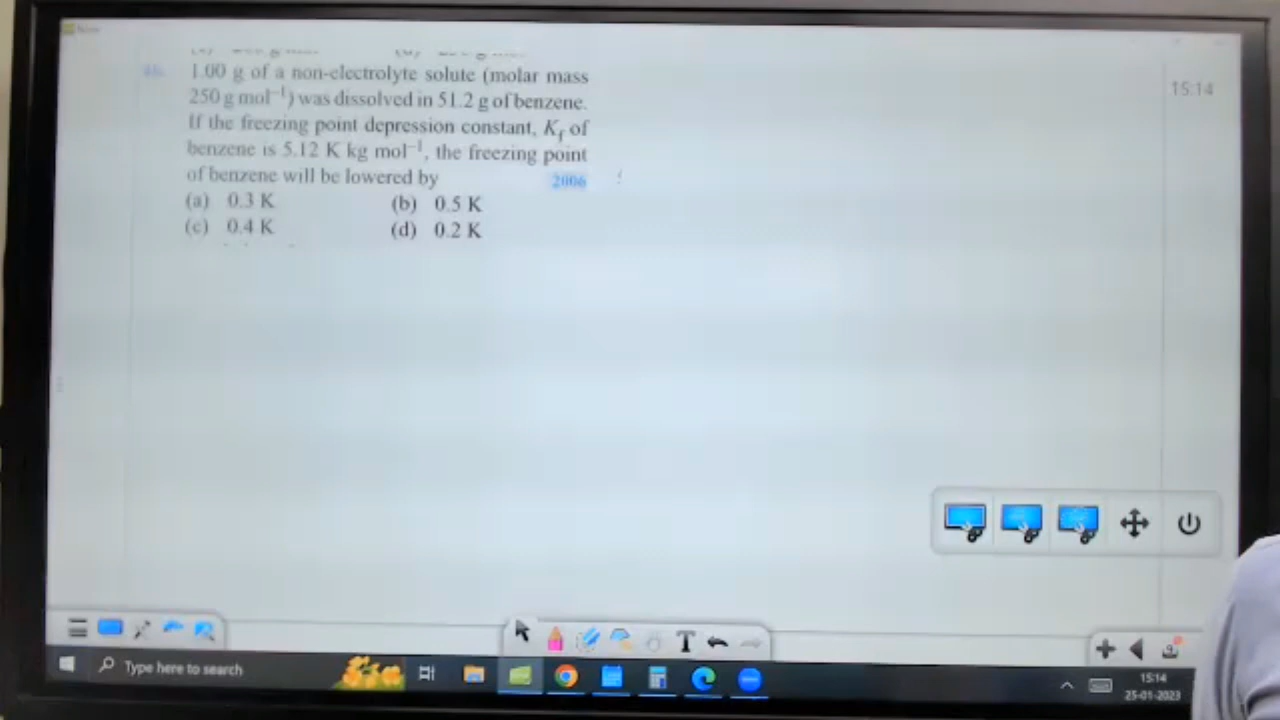 15:14
1.00 g of a non-electrolyte solute (molar mass
250 g mol⁻¹) was dissolved in 51.2 g of benzene.
If the freezing point depression constant, Kf of
benzene is 5.12 K kg mol⁻¹, the freezing point
of benzene will be lowered by 2006
(a) 0.3 K (b) 0.5 K
(c) 0.4 K (d) 0.2 K
T
Type here to search
15:14
25-01-2023